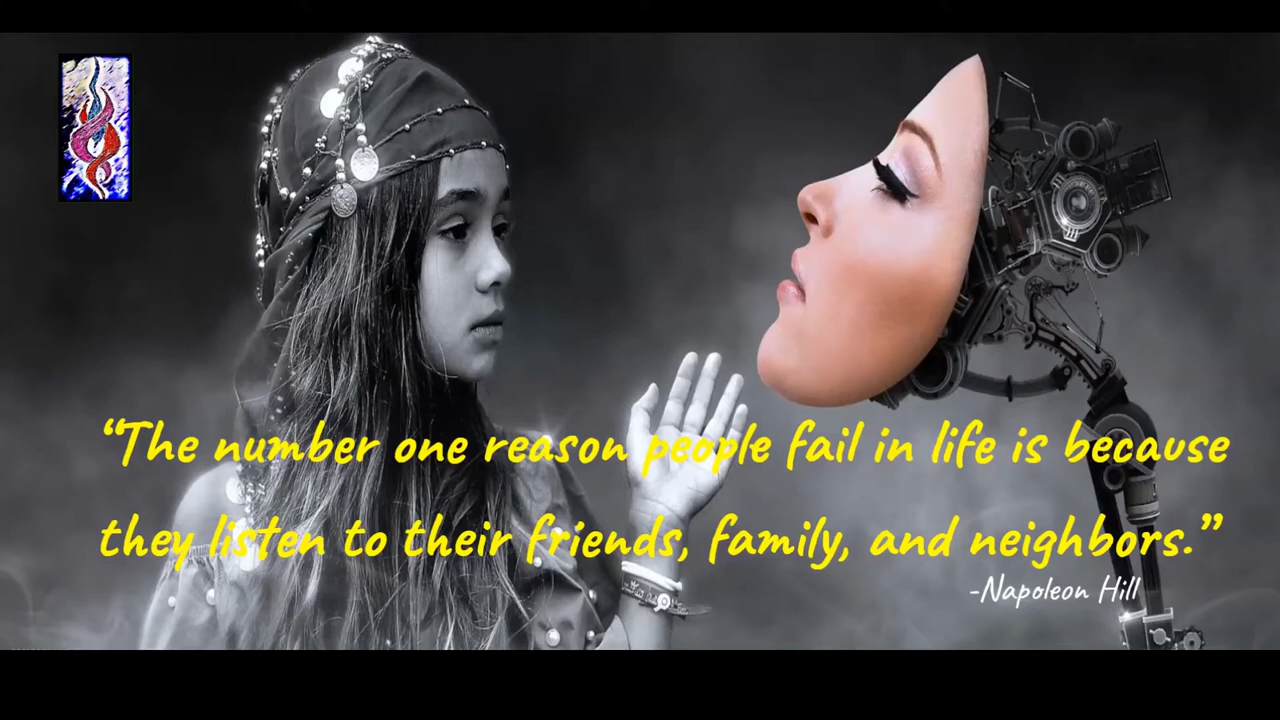 “The number one reason people fail in life is because
they listen to their friends, family, and neighbors.”
-Napoleon Hill